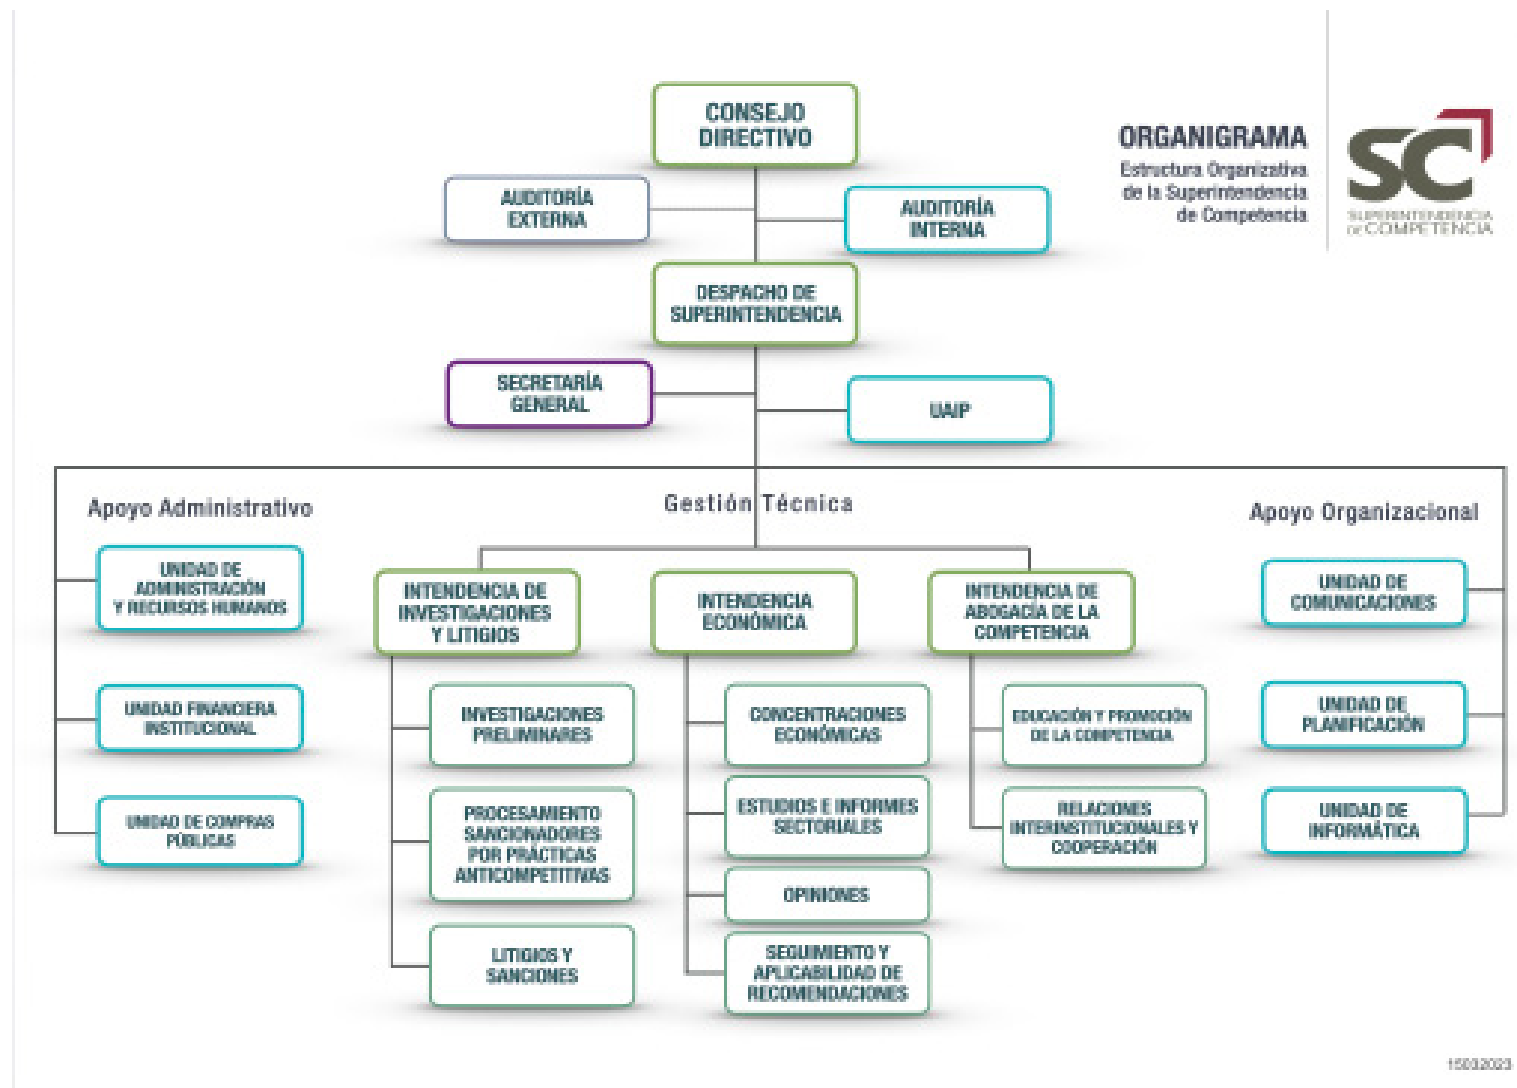 CONSEJO
DIRECTIVO
ORGANIGRAMA
Estructura Organizativa
de la Superintendencia
de Competencia
SC
SUPERINTENDENCIA
DE COMPETENCIA
AUDITORÍA
EXTERNA
AUDITORÍA
INTERNA
DESPACHO DE
SUPERINTENDENCIA
SECRETARÍA
GENERAL
UAIP
Apoyo Administrativo
Gestión Técnica
Apoyo Organizacional
UNIDAD DE
ADMINISTRACIÓN
Y RECURSOS HUMANOS
UNIDAD FINANCIERA
INSTITUCIONAL
UNIDAD DE COMPRAS
PÚBLICAS
INTENDENCIA DE
INVESTIGACIONES
Y LITIGIOS
INVESTIGACIONES
PRELIMINARES
PROCESAMIENTO
SANCIONADORES
POR PRÁCTICAS
ANTICOMPETITIVAS
LITIGIOS Y
SANCIONES
INTENDENCIA
ECONÓMICA
CONCENTRACIONES
ECONÓMICAS
ESTUDIOS E INFORMES
SECTORIALES
OPINIONES
SEGUIMIENTO Y
APLICABILIDAD DE
RECOMENDACIONES
INTENDENCIA DE
ABOGACÍA DE LA
COMPETENCIA
EDUCACIÓN Y PROMOCIÓN
DE LA COMPETENCIA
RELACIONES
INTERINSTITUCIONALES Y
COOPERACIÓN
UNIDAD DE
COMUNICACIONES
UNIDAD DE
PLANIFICACIÓN
UNIDAD DE
INFORMÁTICA
15032023